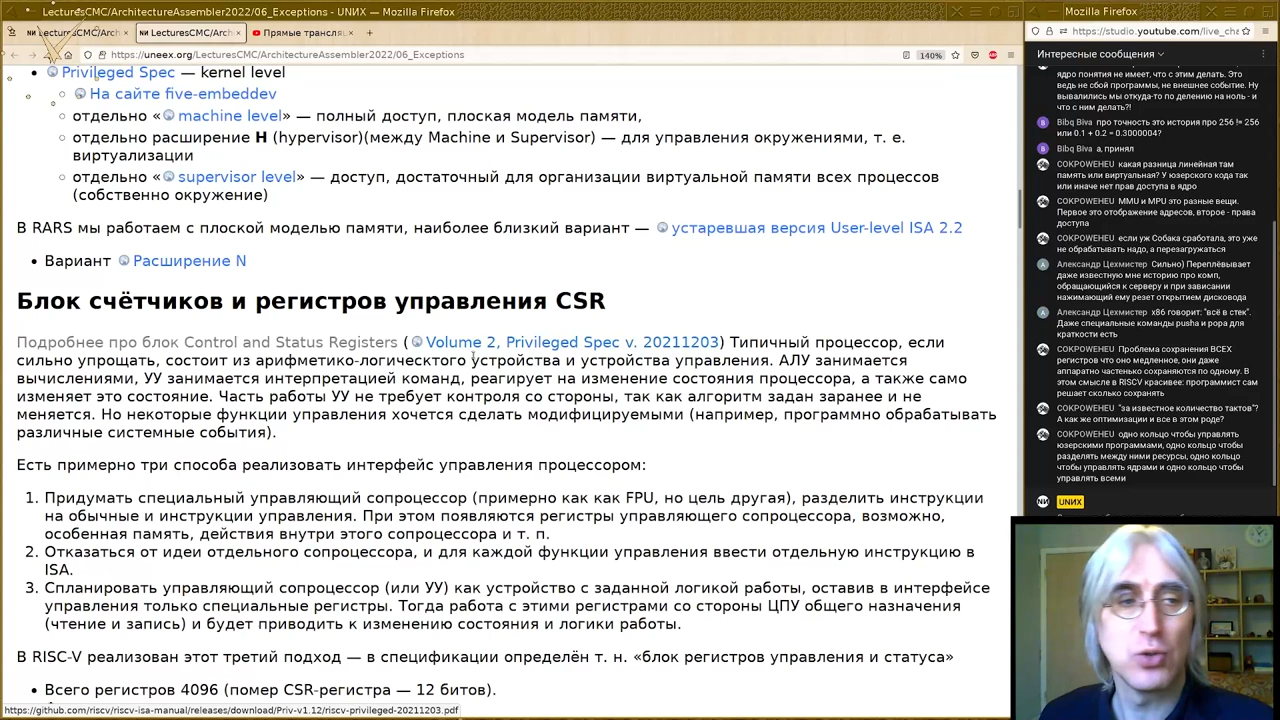 LecturesCMC/ArchitectureAssembler2022/06_Exceptions - UNИX — Mozilla Firefox
Mozilla Firefox
LecturesCMC/Arc
LecturesCMC/Architectur
Прямые трансляц
https://uneex.org/LecturesCMC/ArchitectureAssembler2022/06_Exceptions
140%
https://studio.youtube.com/live_cha
Privileged Spec — kernel level
На сайте five-embeddev
отдельно « machine level» — полный доступ, плоская модель памяти,
отдельно расширение H (hypervisor)(между Machine и Supervisor) — для управления окружениями, т. е.
виртуализации
отдельно « supervisor level» — доступ, достаточный для организации виртуальной памяти всех процессов
(собственно окружение)
В RARS мы работаем с плоской моделью памяти, наиболее близкий вариант — устаревшая версия User-level ISA 2.2
Вариант Расширение N
Блок счётчиков и регистров управления CSR
Подробнее про блок Control and Status Registers ( Volume 2, Privileged Spec v. 20211203) Типичный процессор, если
сильно упрощать, состоит из арифметико-логического устройства и устройства управления. АЛУ занимается
вычислениями, УУ занимается интерпретацией команд, реагирует на изменение состояния процессора, а также само
изменяет это состояние. Часть работы УУ не требует контроля со стороны, так как алгоритм задан заранее и не
меняется. Но некоторые функции управления хочется сделать модифицируемыми (например, программно обрабатывать
различные системные события).
Есть примерно три способа реализовать интерфейс управления процессором:
1. Придумать специальный управляющий сопроцессор (примерно как как FPU, но цель другая), разделить инструкции
на обычные и инструкции управления. При этом появляются регистры управляющего сопроцессора, возможно,
особенная память, действия внутри этого сопроцессора и т. п.
2. Отказаться от идеи отдельного сопроцессора, и для каждой функции управления ввести отдельную инструкцию в
ISA.
3. Спланировать управляющий сопроцессор (или УУ) как устройство с заданной логикой работы, оставив в интерфейсе
управления только специальные регистры. Тогда работа с этими регистрами со стороны ЦПУ общего назначения
(чтение и запись) и будет приводить к изменению состояния и логики работы.
В RISC-V реализован этот третий подход — в спецификации определён т. н. «блок регистров управления и статуса»
Всего регистров 4096 (номер CSR-регистра — 12 битов).
https://github.com/riscv/riscv-isa-manual/releases/download/Priv-v1.12/riscv-privileged-20211203.pdf
Интересные сообщения
ядро понятия не имеет, что с этим делать. Это
ведь не сбой программы, не внешнее событие. Ну
вывалились мы откуда-то по делению на ноль - и
что с ним делать?!
Bibq Biva про точность это история про 256 != 256
или 0.1 + 0.2 = 0.3000004?
Bibq Biva а, принял
COKPOWEHEU какая разница линейная там
память или виртуальная? У юзерского кода так
или иначе нет прав доступа в ядро
COKPOWEHEU MMU и MPU это разные вещи.
Первое это отображение адресов, второе - права
доступа
COKPOWEHEU если уж Собака сработала, это уже
не обрабатывать надо, а перезагружаться
Александр Цехмистер Сильно) Переплёвывает
даже известную мне историю про комп,
обращающийся к серверу и при зависании
нажимающий ему резет открытием дисковода
Александр Цехмистер x86 говорит: "всё в стек".
Даже специальные команды pusha и popa для
краткости есть
COKPOWEHEU Проблема сохранения ВСЕХ
регистров что оно медленное, они даже
аппаратно частенько сохраняются по одному. В
этом смысле в RISCV красивее: программист сам
решает сколько сохранять
COKPOWEHEU "за известное количество тактов"?
А как же оптимизации и все в этом роде?
COKPOWEHEU одно кольцо чтобы управлять
юзерскими программами, одно кольцо чтобы
разделять между ними ресурсы, одно кольцо
чтобы управлять ядрами и одно кольцо чтобы
управлять всеми
UNИX